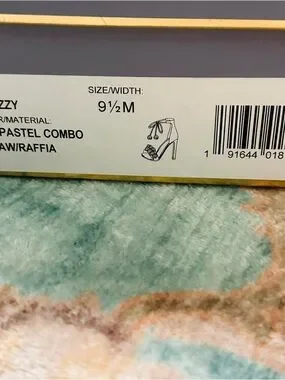 ZZY
SIZE/WIDTH:
9½M
R/MATERIAL:
PASTEL COMBO
AW/RAFFIA
1 91644 018